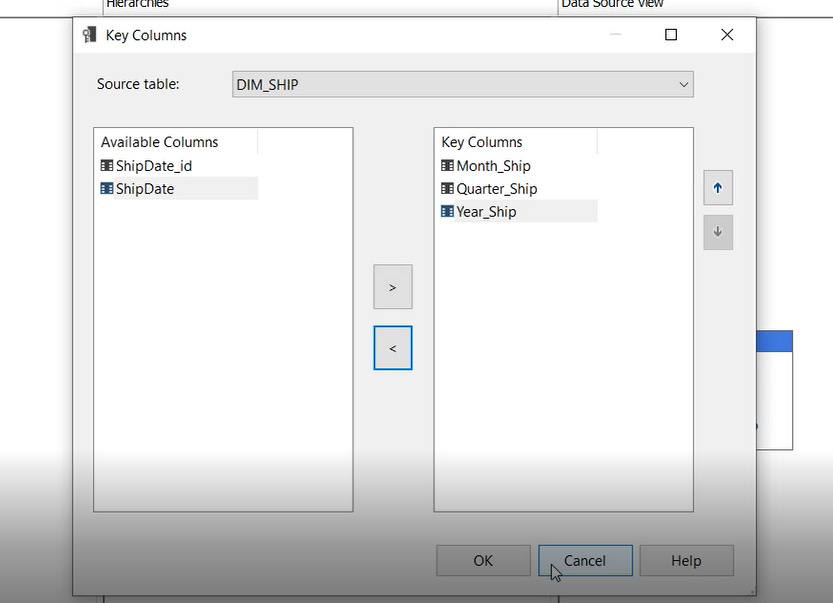 Hierarchies
Data Source View
Key Columns
Source table:
DIM_SHIP
Available Columns
ShipDate_id
ShipDate
Key Columns
Month_Ship
Quarter_Ship
Year_Ship
>
<
OK
Cancel
Help